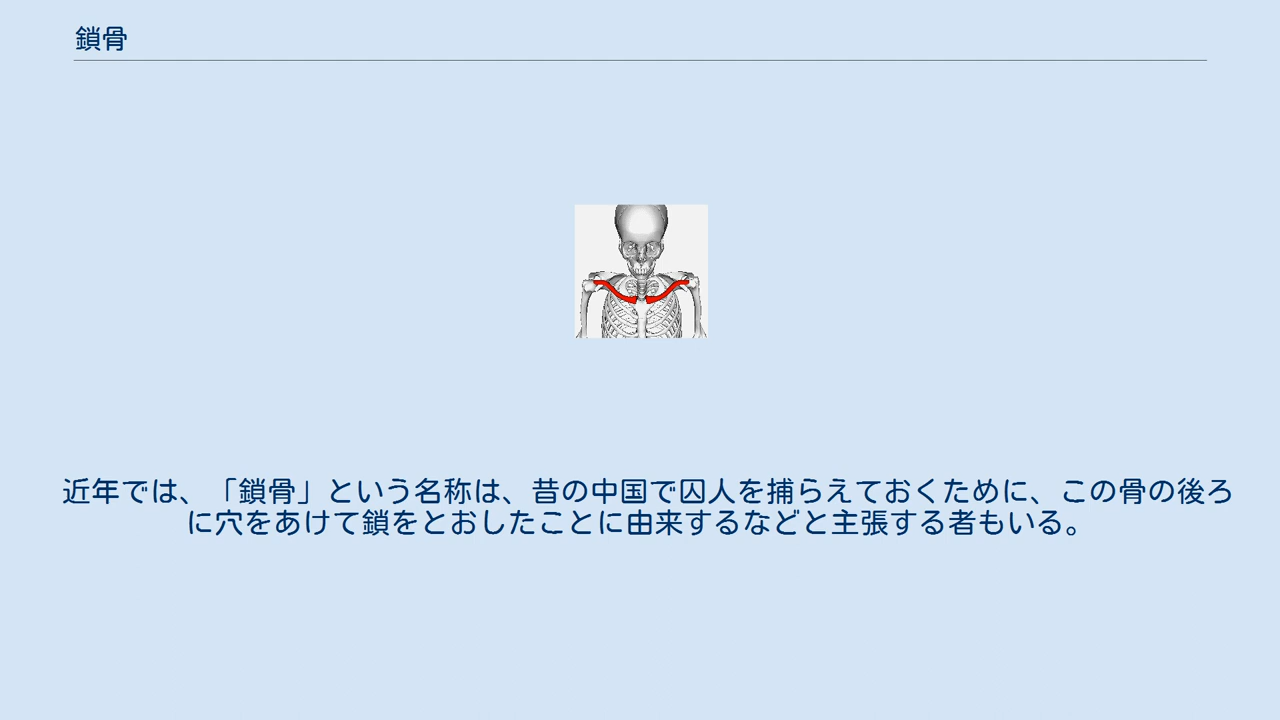 鎖骨
近年では、「鎖骨」という名称は、昔の中国で囚人を捕らえておくために、この骨の後ろ
に穴をあけて鎖をとおしたことに由来するなどと主張する者もいる。